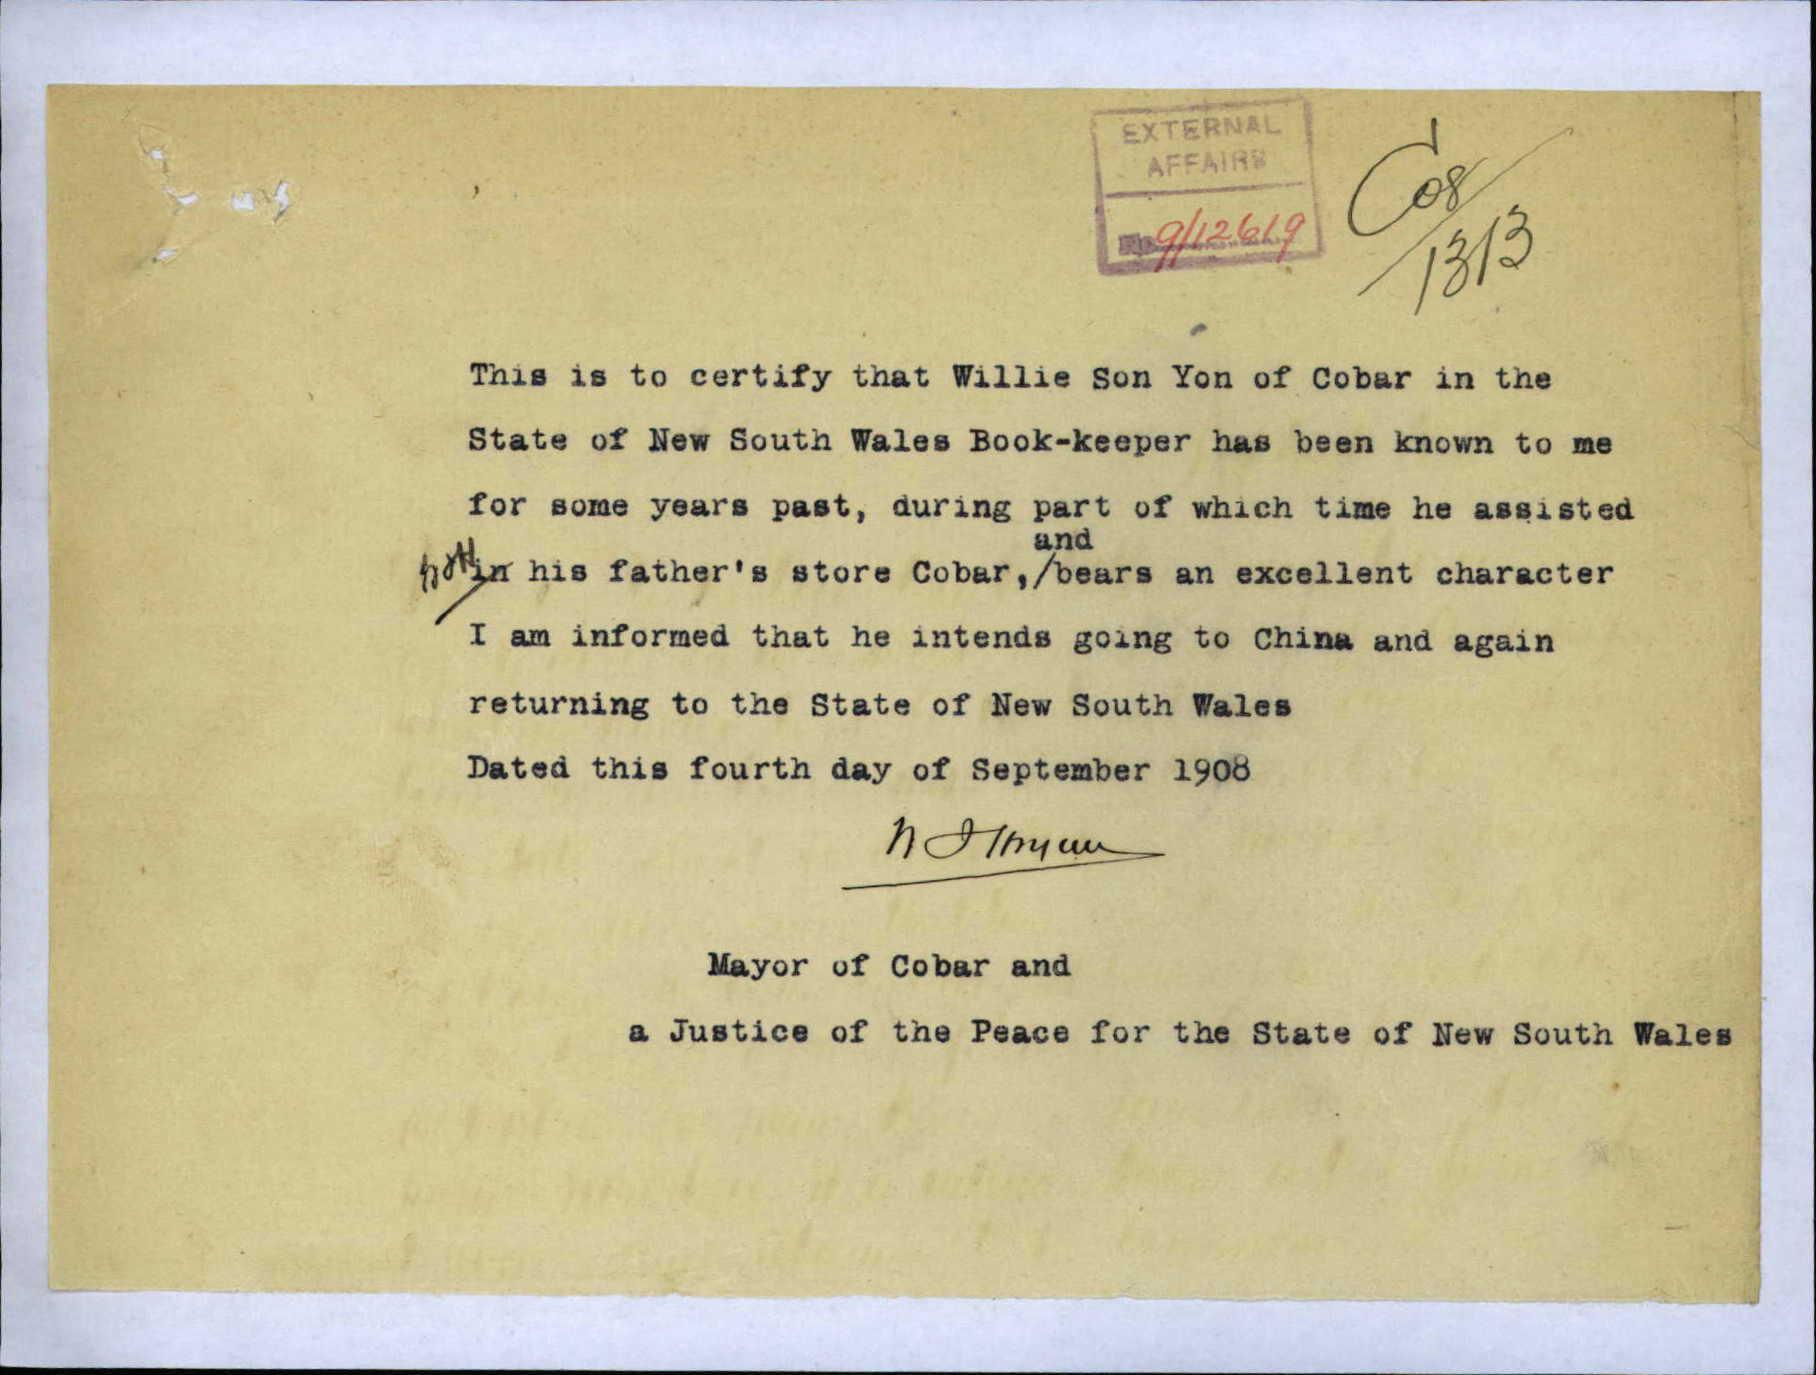 EXTERNAL
AFFAIRS
No 9/12619
C 08
1313
This is to certify that Willie Son Yon of Cobar in the
State of New South Wales Book-keeper has been known to me
for some years past, during part of which time he assisted
and
in his father's store Cobar,/bears an excellent character
I am informed that he intends going to China and again
returning to the State of New South Wales
Dated this fourth day of September 1908
Mayor of Cobar and
a Justice of the Peace for the State of New South Wales